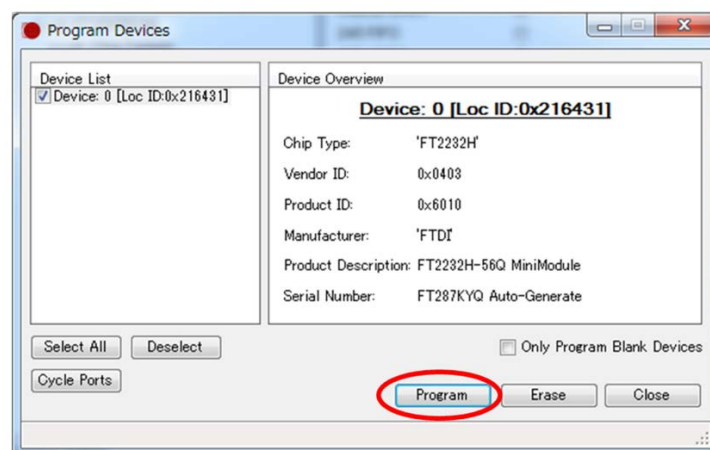 Program Devices
Device List
Device: 0 [Loc ID:0x216431]
Device Overview
Device: 0 [Loc ID:0x216431]
Chip Type: 'FT2232H'
Vendor ID: 0x0403
Product ID: 0x6010
Manufacturer: 'FTDI'
Product Description: FT2232H-56Q MiniModule
Serial Number: FT287KYQ Auto-Generate
Select All Deselect
Only Program Blank Devices
Cycle Ports
Program Erase Close